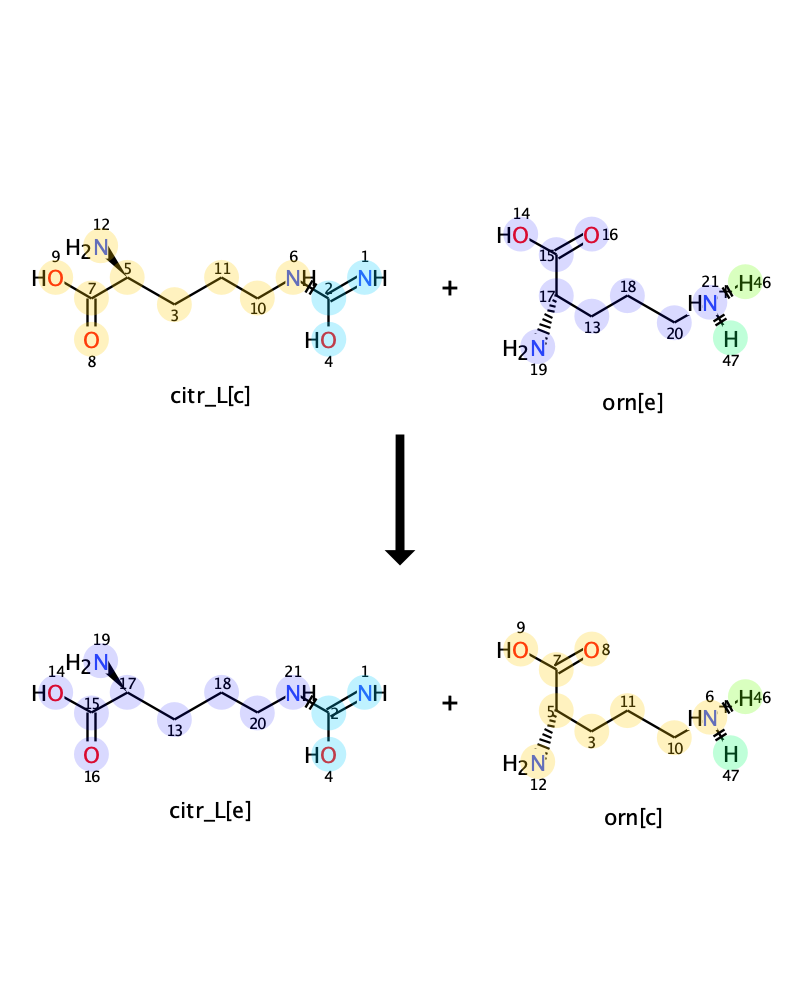 12
H2N
9 5 11 6 1
HO NH NH
7 3 10 2
O HO
8 4
citr_L[c]
+
14
HO O 16
15
17 18 21 H46
HN
13 20 H
H2N 47
19
orn[e]
19
H2N
14 17 18 21 1
HO NH NH
15 13 20 2
O HO
16 4
citr_L[e]
+
9
HO O 8
7
5 11 6 H46
HN
3 10 H
H2N 47
12
orn[c]